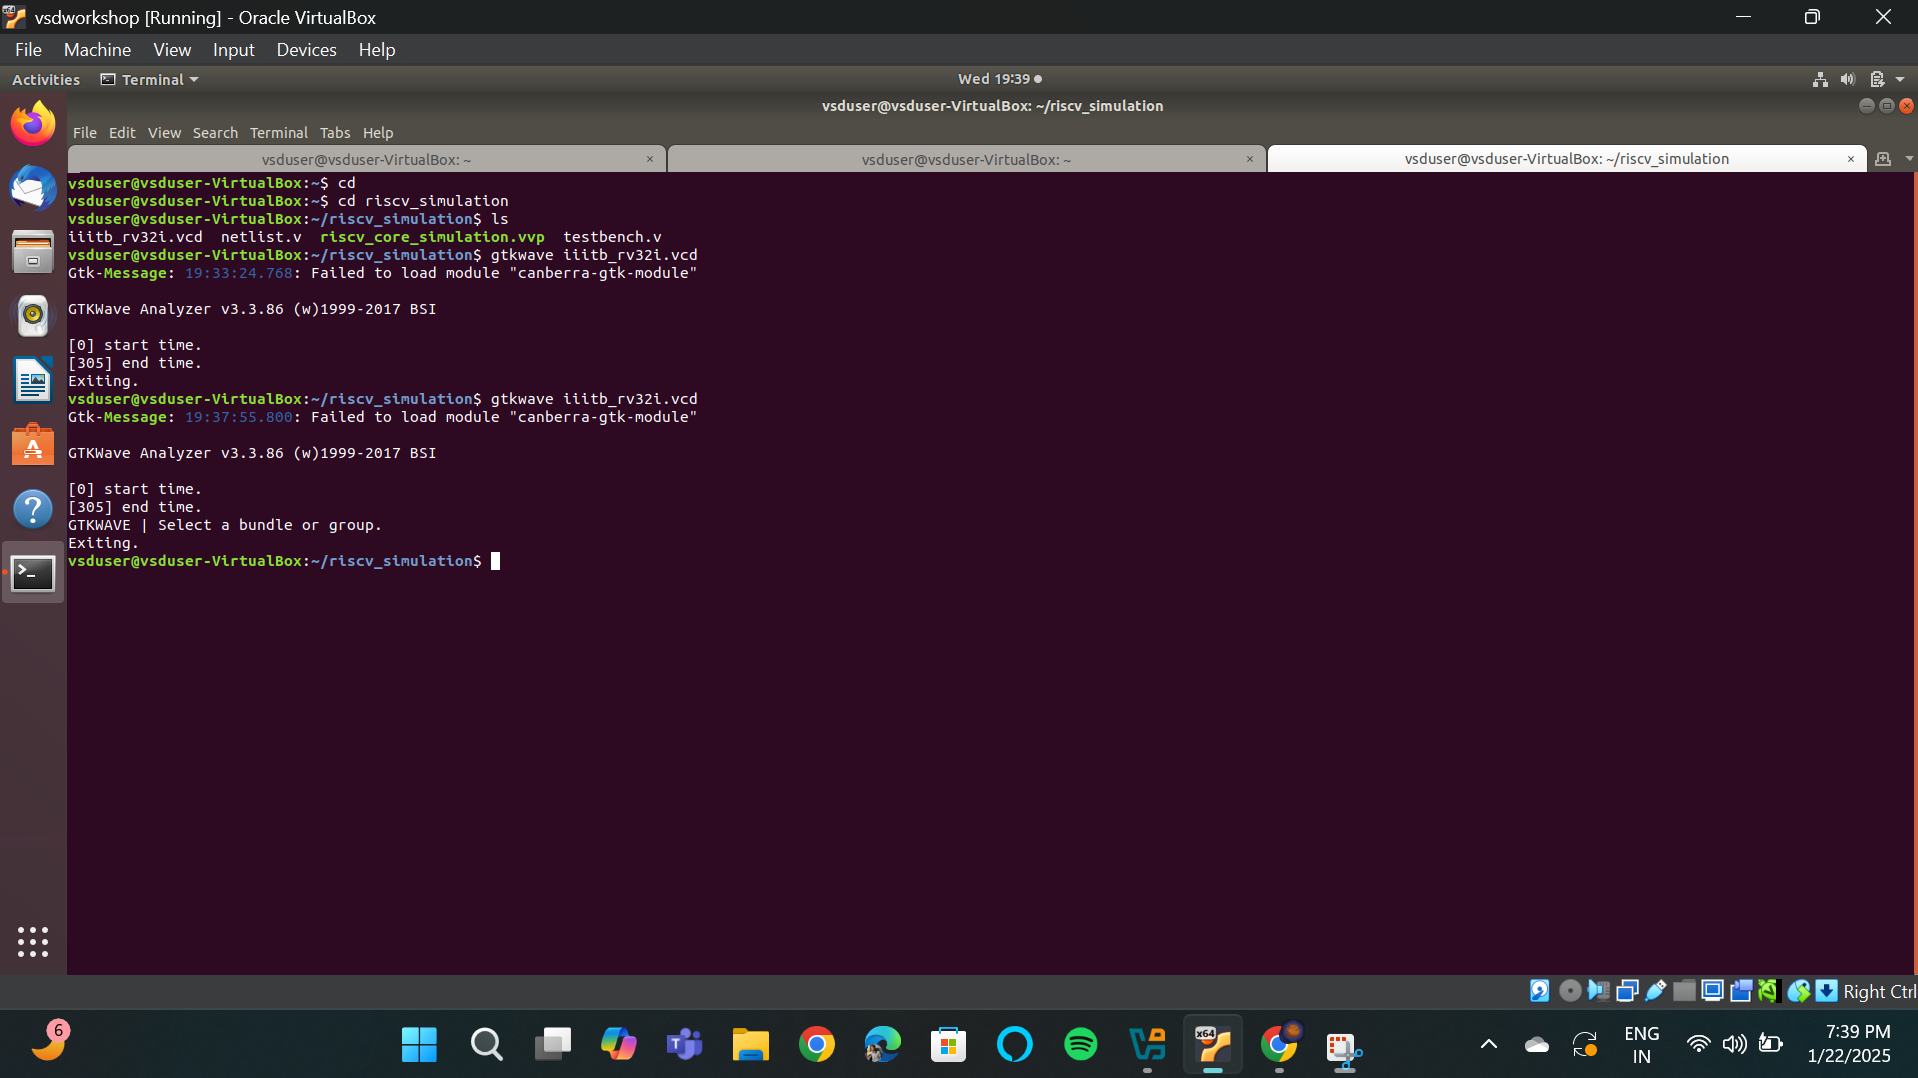 vsdworkshop [Running] - Oracle VirtualBox
File Machine View Input Devices Help
Activities Terminal Wed 19:39
vsduser@vsduser-VirtualBox: ~/riscv_simulation
File Edit View Search Terminal Tabs Help
vsduser@vsduser-VirtualBox: ~ × vsduser@vsduser-VirtualBox: ~ × vsduser@vsduser-VirtualBox: ~/riscv_simulation ×
vsduser@vsduser-VirtualBox:~$ cd
vsduser@vsduser-VirtualBox:~$ cd riscv_simulation
vsduser@vsduser-VirtualBox:~/riscv_simulation$ ls
iiitb_rv32i.vcd netlist.v riscv_core_simulation.vvp testbench.v
vsduser@vsduser-VirtualBox:~/riscv_simulation$ gtkwave iiitb_rv32i.vcd
Gtk-Message: 19:33:24.768: Failed to load module "canberra-gtk-module"
GTKWave Analyzer v3.3.86 (w)1999-2017 BSI
[0] start time.
[305] end time.
Exiting.
vsduser@vsduser-VirtualBox:~/riscv_simulation$ gtkwave iiitb_rv32i.vcd
Gtk-Message: 19:37:55.800: Failed to load module "canberra-gtk-module"
GTKWave Analyzer v3.3.86 (w)1999-2017 BSI
[0] start time.
[305] end time.
GTKWAVE | Select a bundle or group.
Exiting.
vsduser@vsduser-VirtualBox:~/riscv_simulation$
Right Ctrl
6
x64
ENG
IN
7:39 PM
1/22/2025